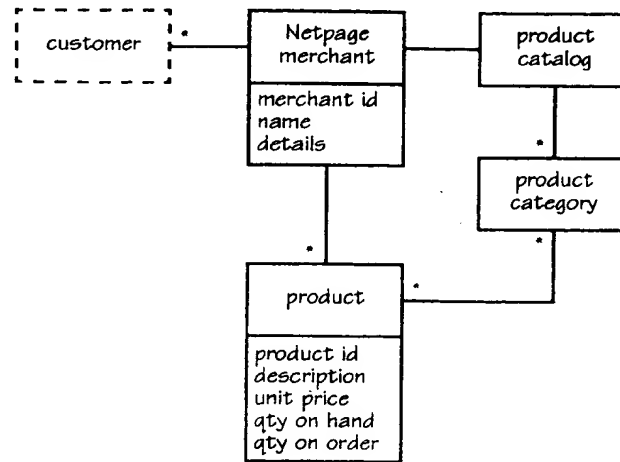 customer
*
Netpage
merchant
merchant id
name
details
product
catalog
*
product
category
*
*
*
product
product id
description
unit price
qty on hand
qty on order